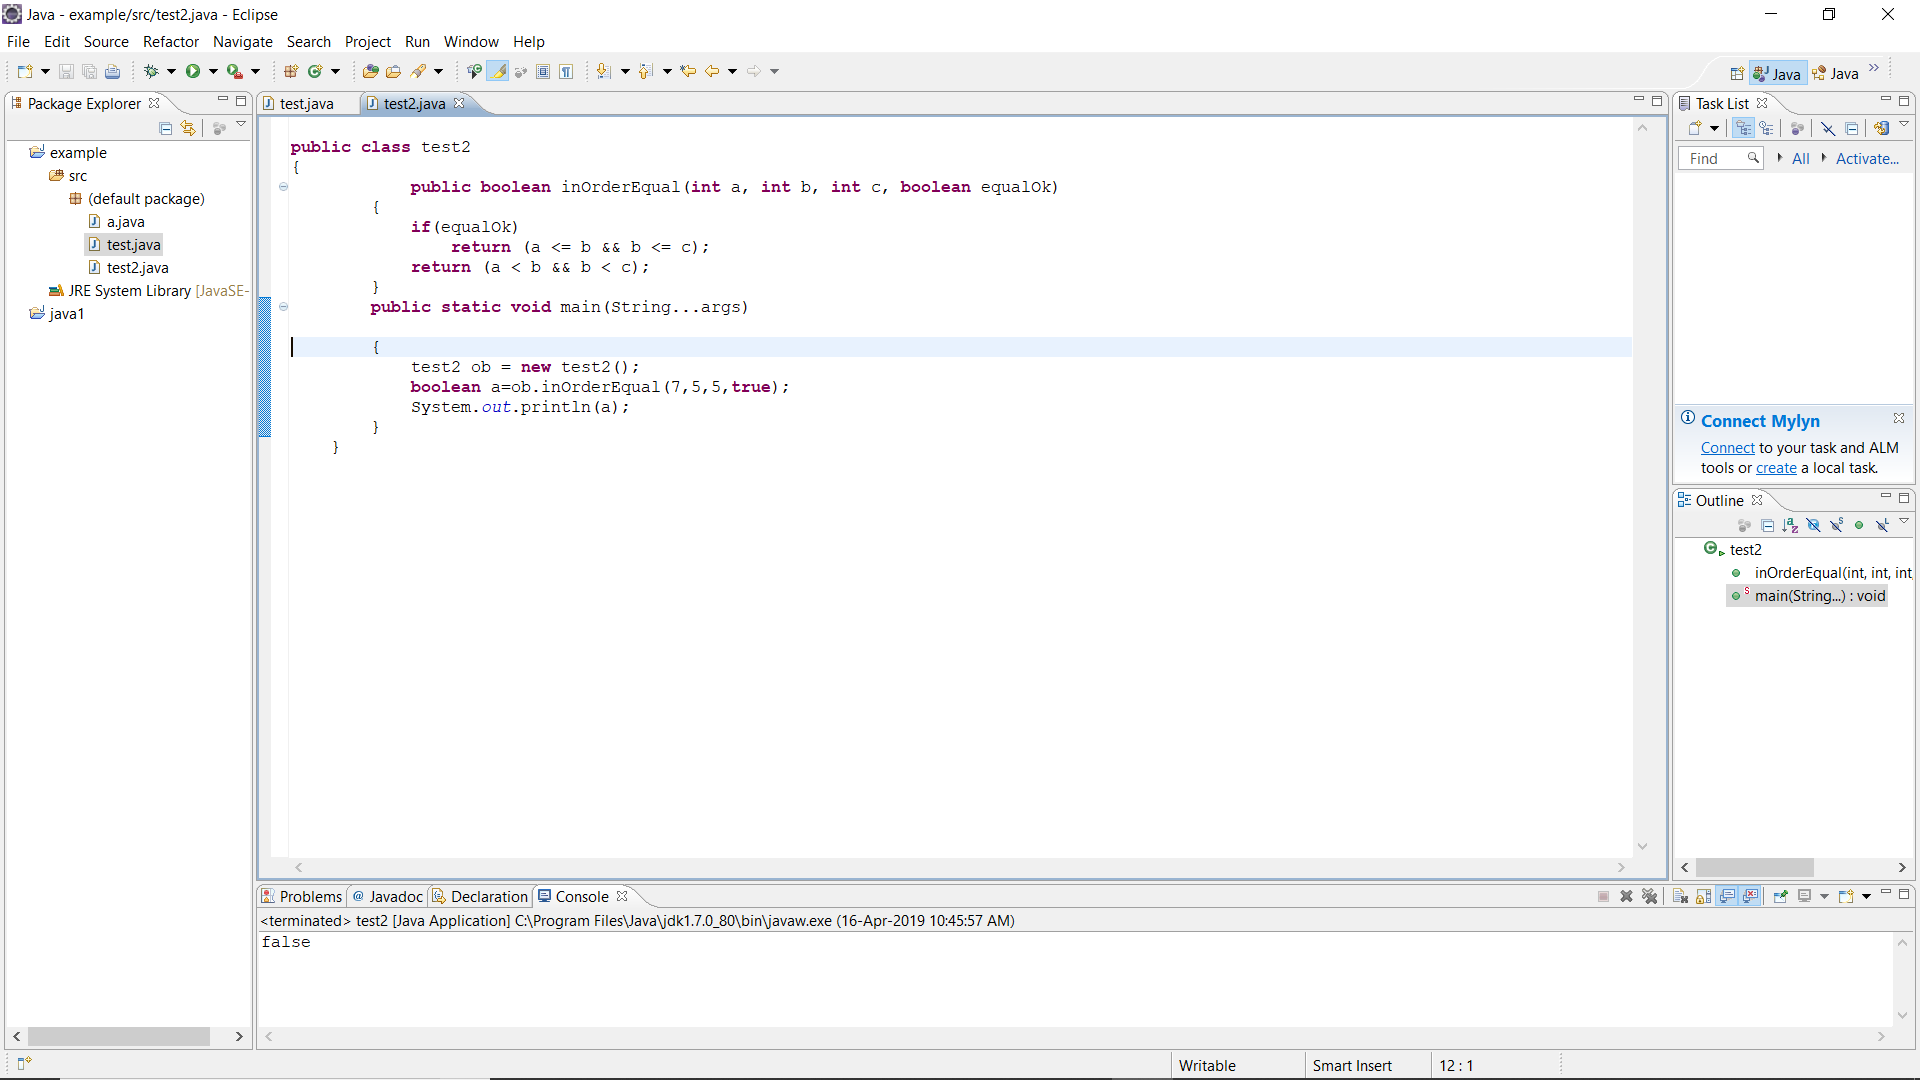 Java - example/src/test2.java - Eclipse
File Edit Source Refactor Navigate Search Project Run Window Help
Java Java »
Package Explorer
example
src
(default package)
a.java
test.java
test2.java
JRE System Library [JavaSE-
java1
test.java test2.java
public class test2
{
public boolean inOrderEqual(int a, int b, int c, boolean equalOk)
{
if(equalOk)
return (a <= b && b <= c);
return (a < b && b < c);
}
public static void main(String...args)
{
test2 ob = new test2();
boolean a=ob.inOrderEqual(7,5,5,true);
System.out.println(a);
}
}
Task List
Find All Activate...
Connect Mylyn
Connect to your task and ALM
tools or create a local task.
Outline
test2
inOrderEqual(int, int, int,
main(String...) : void
Problems Javadoc Declaration Console
<terminated> test2 [Java Application] C:\Program Files\Java\jdk1.7.0_80\bin\javaw.exe (16-Apr-2019 10:45:57 AM)
false
Writable Smart Insert 12 : 1